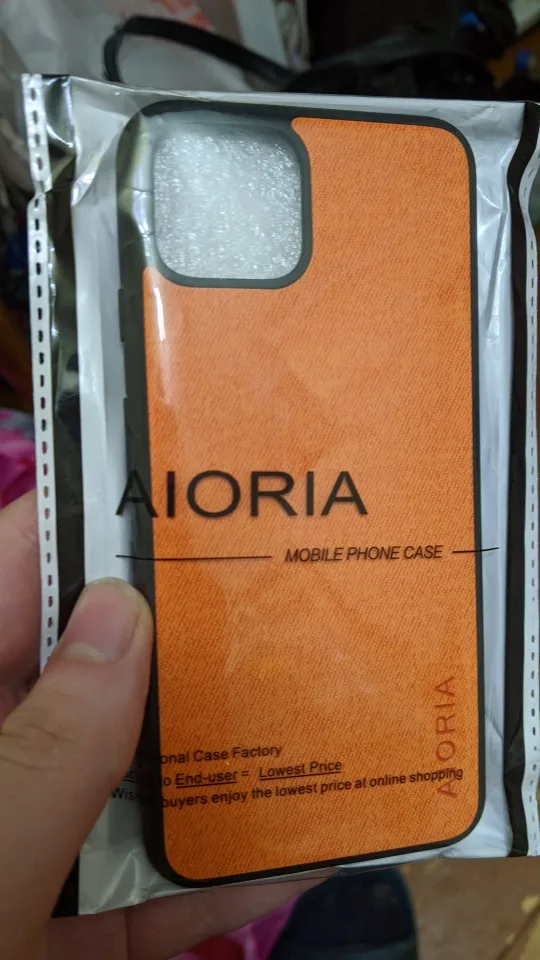 AIORIA
MOBILE PHONE CASE
AIORIA
Case Factory
End-user = Lowest Price
buyers enjoy the lowest price at online shopping